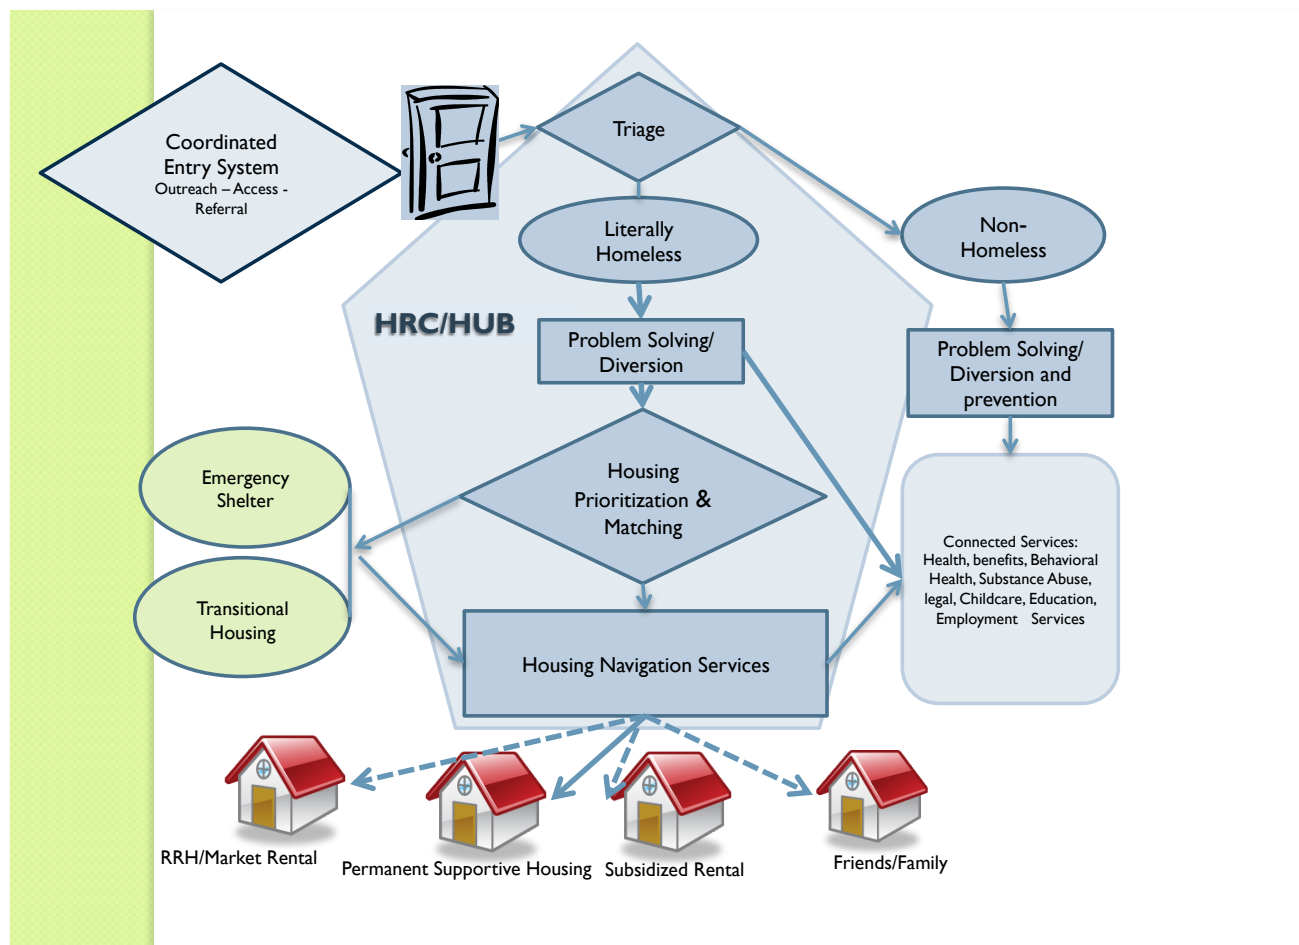 Coordinated
Entry System
Outreach – Access -
Referral
Triage
Literally
Homeless
Non-
Homeless
HRC/HUB
Problem Solving/
Diversion
Problem Solving/
Diversion and
prevention
Housing
Prioritization &
Matching
Emergency
Shelter
Transitional
Housing
Connected Services:
Health, benefits, Behavioral
Health, Substance Abuse,
legal, Childcare, Education,
Employment Services
Housing Navigation Services
RRH/Market Rental
Permanent Supportive Housing
Subsidized Rental
Friends/Family